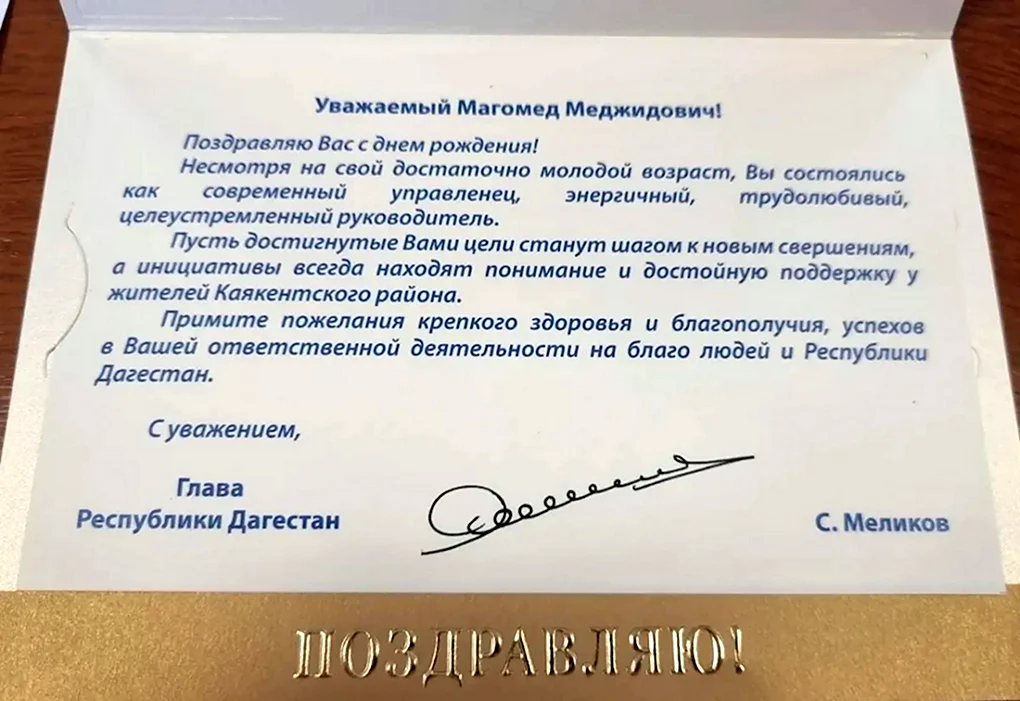 Уважаемый Магомед Меджидович!
Поздравляю Вас с днем рождения!
Несмотря на свой достаточно молодой возраст, Вы состоялись
как современный управленец, энергичный, трудолюбивый,
целеустремленный руководитель.
Пусть достигнутые Вами цели станут шагом к новым свершениям,
а инициативы всегда находят понимание и достойную поддержку у
жителей Каякентского района.
Примите пожелания крепкого здоровья и благополучия, успехов
в Вашей ответственной деятельности на благо людей и Республики
Дагестан.
С уважением,
Глава
Республики Дагестан
С. Меликов
ПОЗДРАВЛЯЮ!